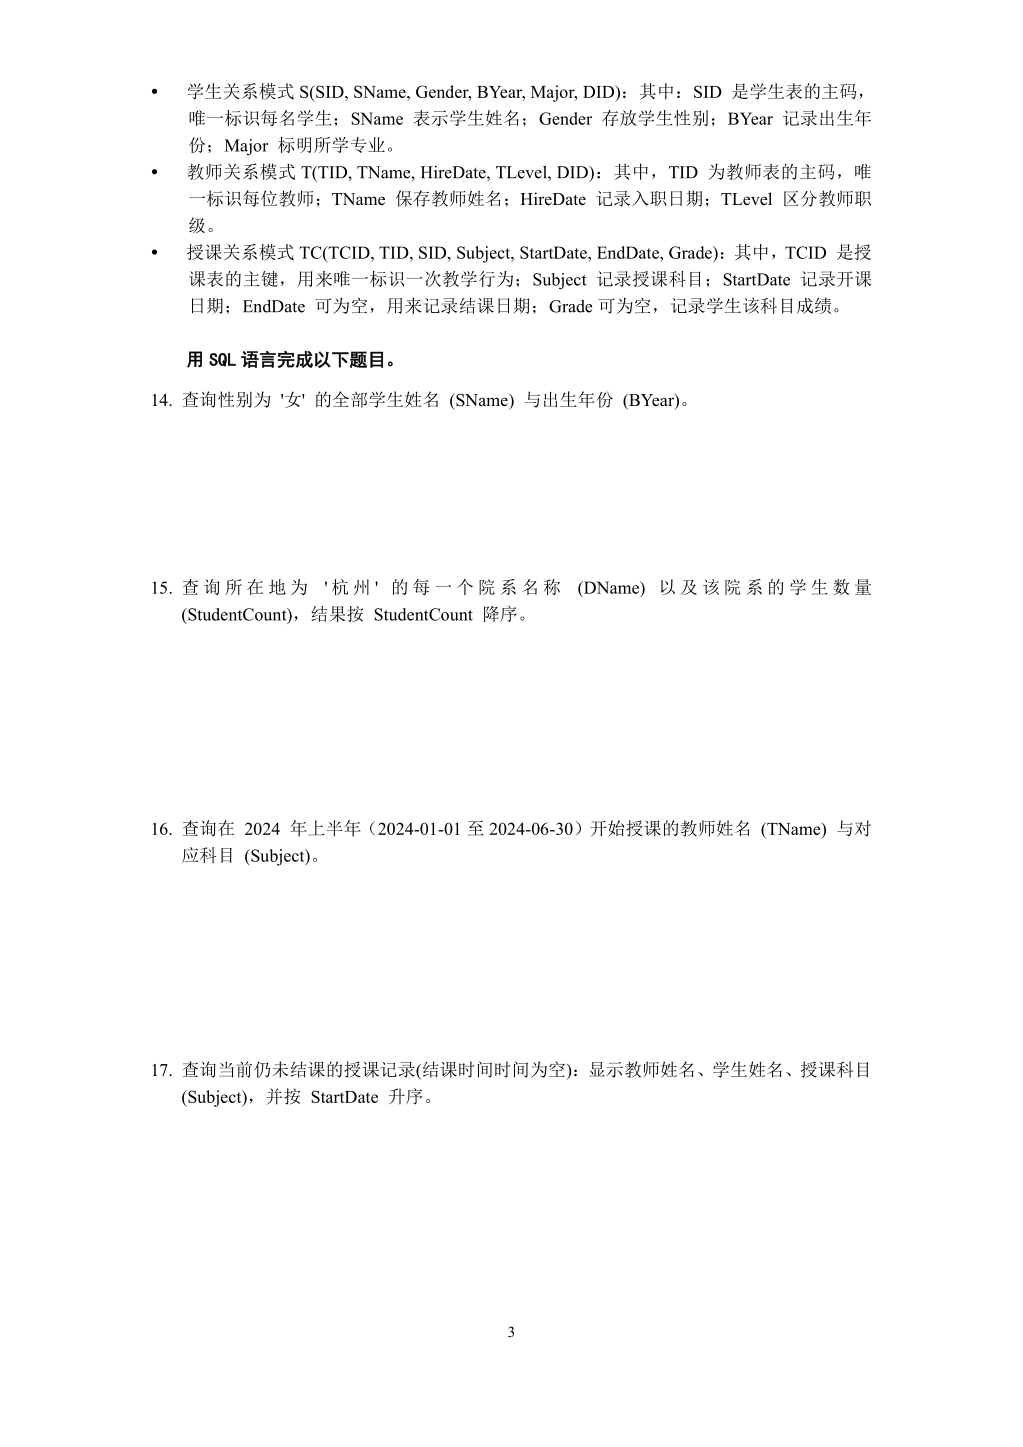 • 学生关系模式 S(SID, SName, Gender, BYear, Major, DID)：其中：SID 是学生表的主码，
唯一标识每名学生；SName 表示学生姓名；Gender 存放学生性别；BYear 记录出生年
份；Major 标明所学专业。
• 教师关系模式 T(TID, TName, HireDate, TLevel, DID)：其中，TID 为教师表的主码，唯
一标识每位教师；TName 保存教师姓名；HireDate 记录入职日期；TLevel 区分教师职
级。
• 授课关系模式 TC(TCID, TID, SID, Subject, StartDate, EndDate, Grade)：其中，TCID 是授
课表的主键，用来唯一标识一次教学行为；Subject 记录授课科目；StartDate 记录开课
日期；EndDate 可为空，用来记录结课日期；Grade 可为空，记录学生该科目成绩。
用 SQL 语言完成以下题目。
14. 查询性别为 '女' 的全部学生姓名 (SName) 与出生年份 (BYear)。
15. 查询所在地为 '杭州' 的每一个院系名称 (DName) 以及该院系的学生数量
(StudentCount)，结果按 StudentCount 降序。
16. 查询在 2024 年上半年（2024-01-01 至 2024-06-30）开始授课的教师姓名 (TName) 与对
应科目 (Subject)。
17. 查询当前仍未结课的授课记录(结课时间时间为空)：显示教师姓名、学生姓名、授课科目
(Subject)，并按 StartDate 升序。
3